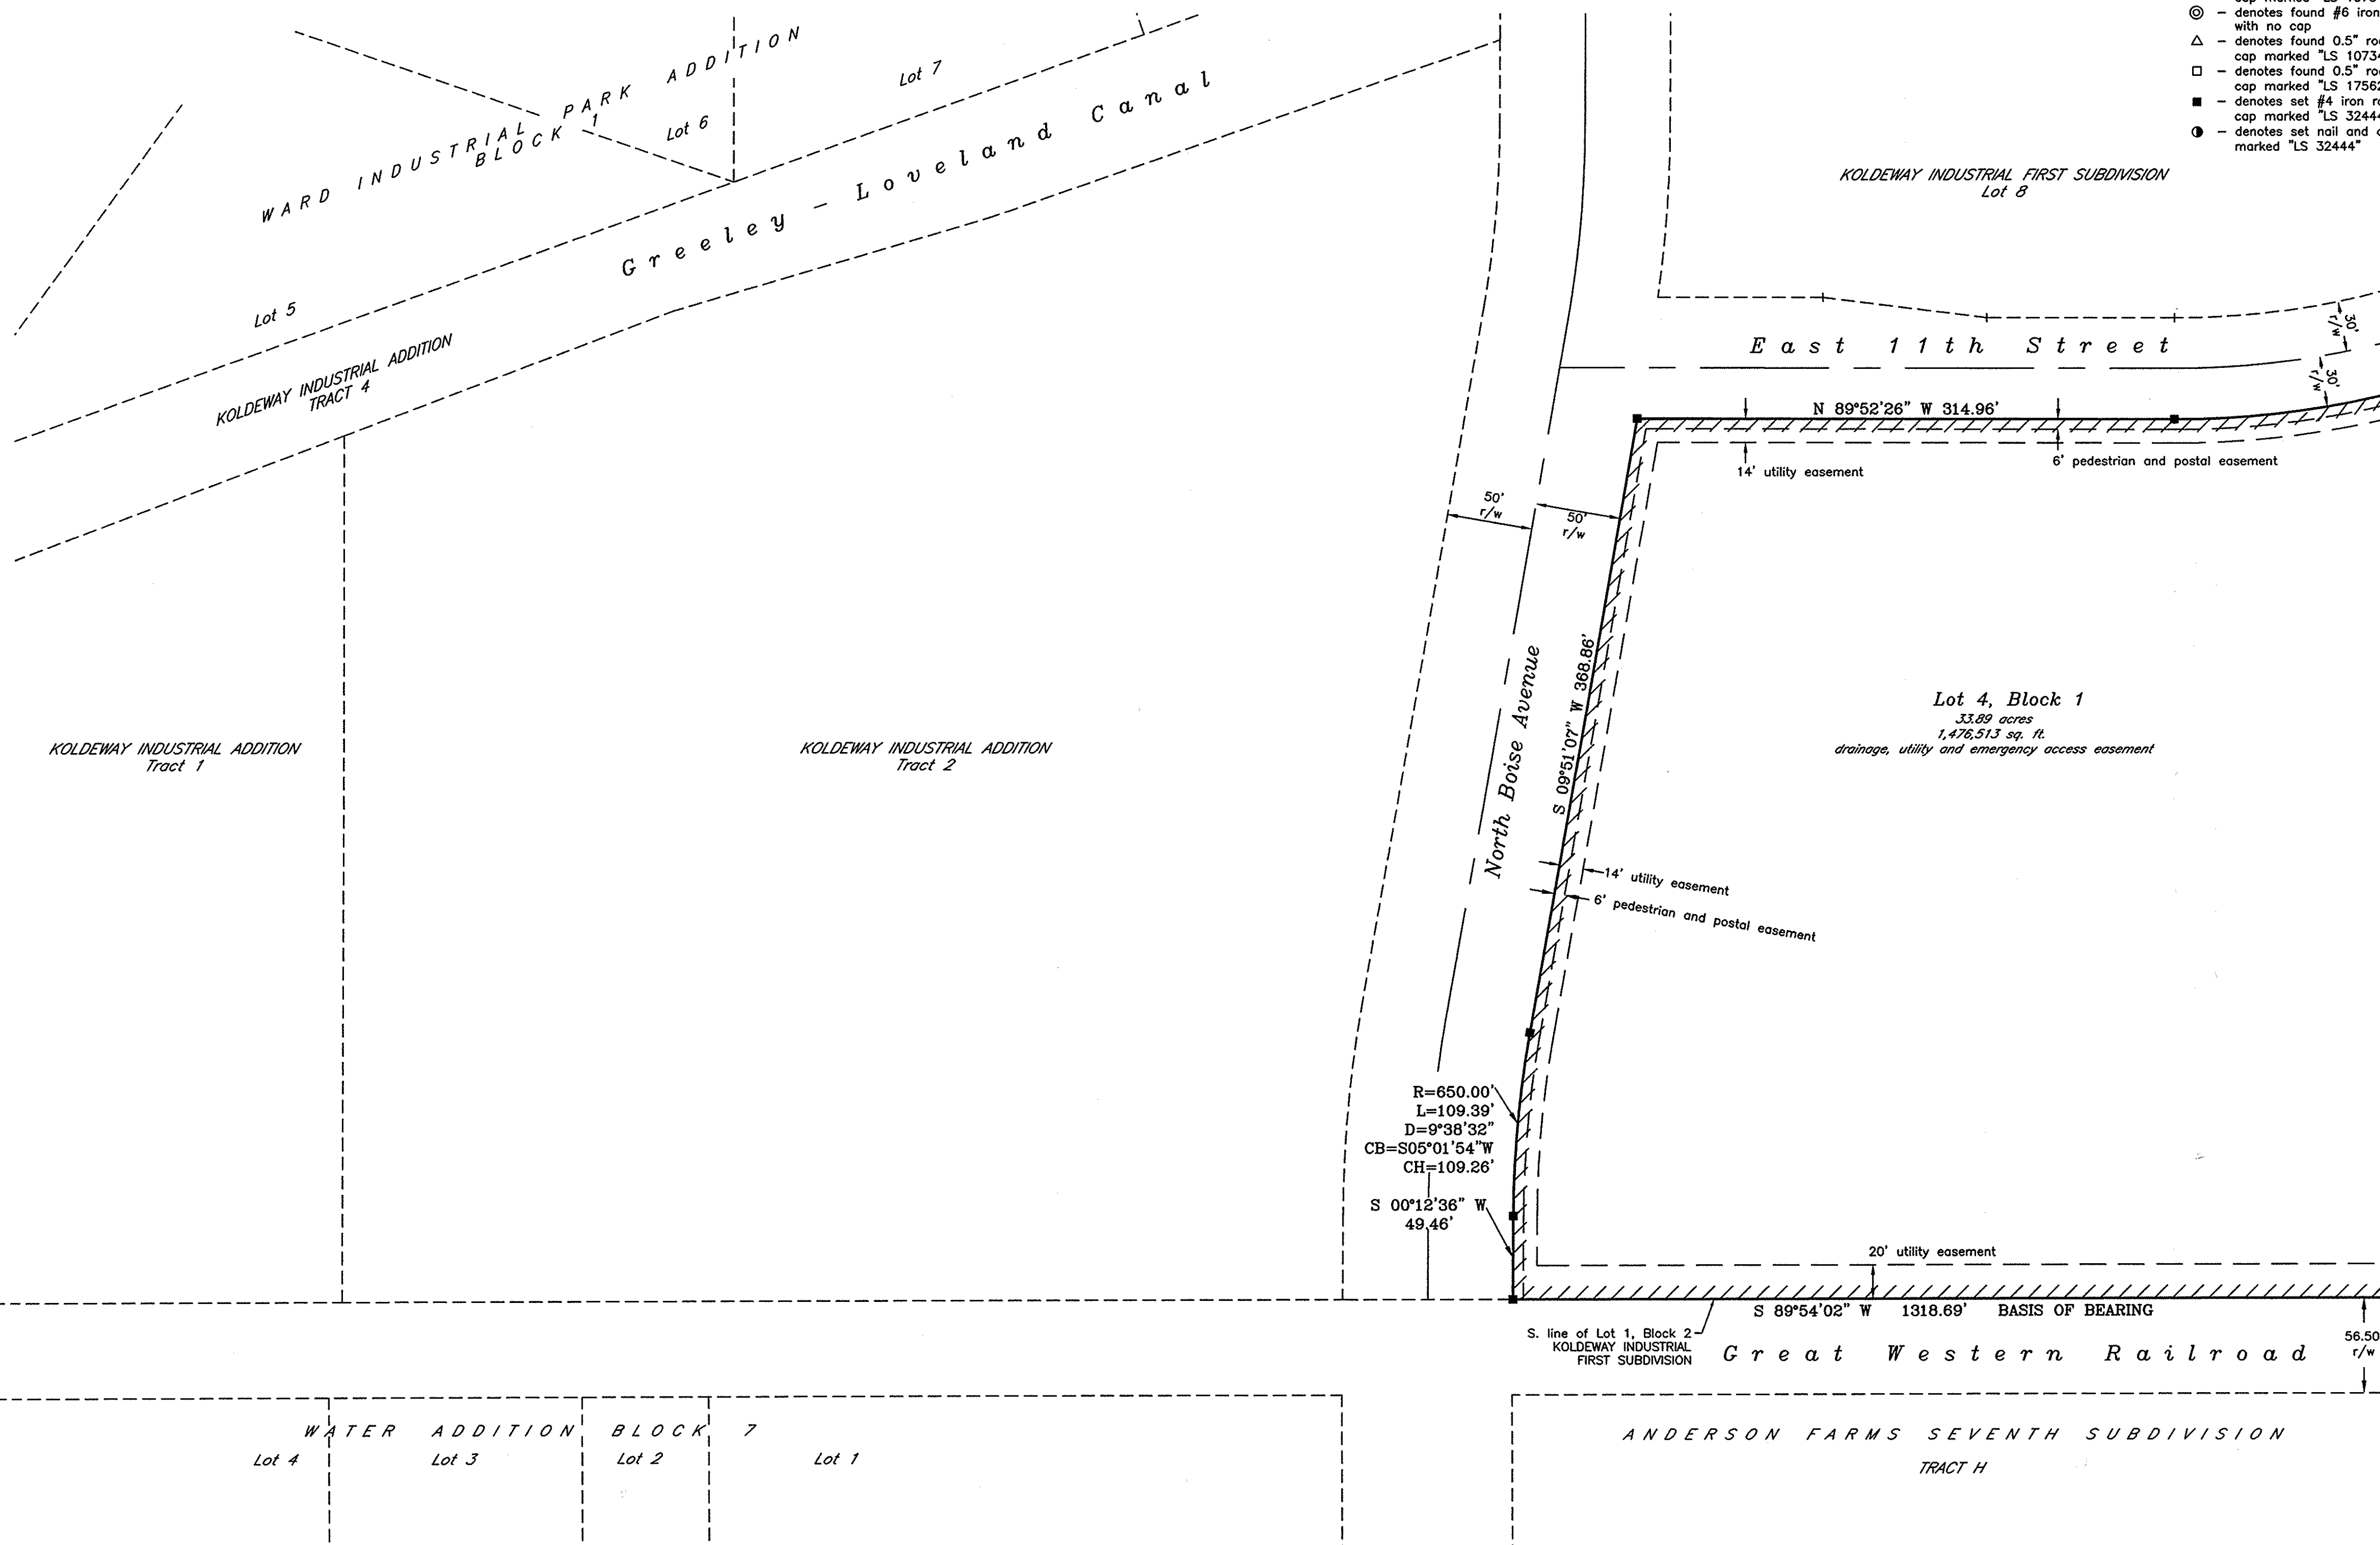 ◎ – denotes found #6 iron
with no cap
△ – denotes found 0.5" ro
cap marked "LS 1073
□ – denotes found 0.5" ro
cap marked "LS 1756
■ – denotes set #4 iron r
cap marked "LS 3244
◑ – denotes set nail and
marked "LS 32444"
WARD INDUSTRIAL PARK ADDITION
BLOCK 1
Lot 7
Lot 6
Lot 5
Greeley - Loveland Canal
KOLDEWAY INDUSTRIAL ADDITION
TRACT 4
KOLDEWAY INDUSTRIAL FIRST SUBDIVISION
Lot 8
East 11th Street
30'
r/w
30'
r/w
N 89°52'26" W 314.96'
14' utility easement
6' pedestrian and postal easement
50'
r/w
50'
r/w
North Boise Avenue
S 09°51'07" W 368.86'
Lot 4, Block 1
33.89 acres
1,476,513 sq. ft.
drainage, utility and emergency access easement
KOLDEWAY INDUSTRIAL ADDITION
Tract 1
KOLDEWAY INDUSTRIAL ADDITION
Tract 2
14' utility easement
6' pedestrian and postal easement
R=650.00'
L=109.39'
D=9°38'32"
CB=S05°01'54"W
CH=109.26'
S 00°12'36" W
49.46'
20' utility easement
S 89°54'02" W 1318.69' BASIS OF BEARING
S. line of Lot 1, Block 2
KOLDEWAY INDUSTRIAL
FIRST SUBDIVISION
Great Western Railroad
56.50
r/w
WATER ADDITION BLOCK 7
Lot 4
Lot 3
Lot 2
Lot 1
ANDERSON FARMS SEVENTH SUBDIVISION
TRACT H